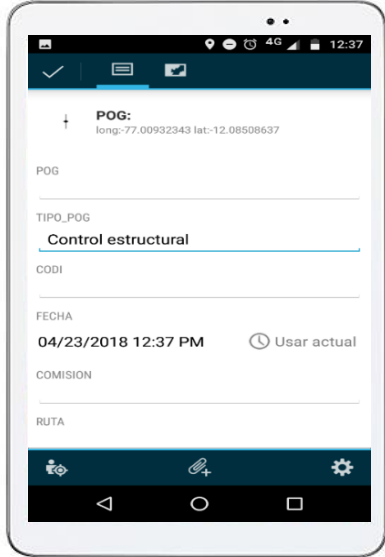 4G 12:37
POG:
long:-77.00932343 lat:-12.08508637
POG
TIPO_POG
Control estructural
CODI
FECHA
04/23/2018 12:37 PM Usar actual
COMISION
RUTA